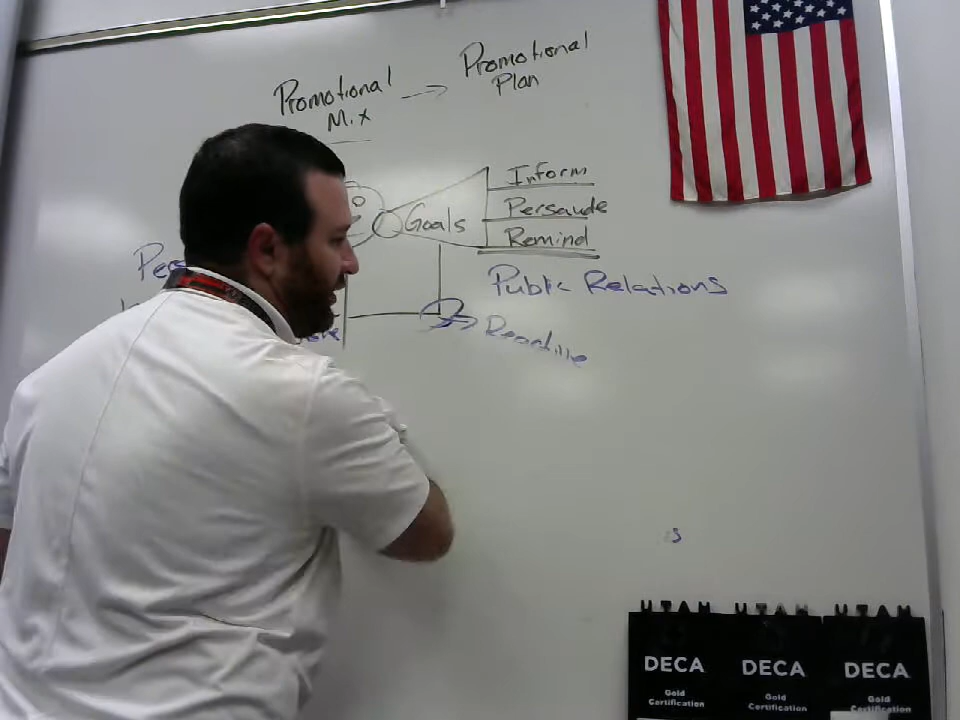 Promotional
Mix
Promotional
Plan
Goals
Inform
Persaude
Remind
Public Relations
UTAH
DECA
Gold
Certification
UTAH
DECA
Gold
Certification
UTAH
DECA
Gold
Certification